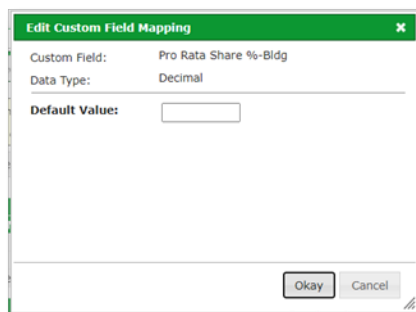 Edit Custom Field Mapping
Custom Field: Pro Rata Share %-Bldg
Data Type: Decimal
Default Value:
Okay Cancel